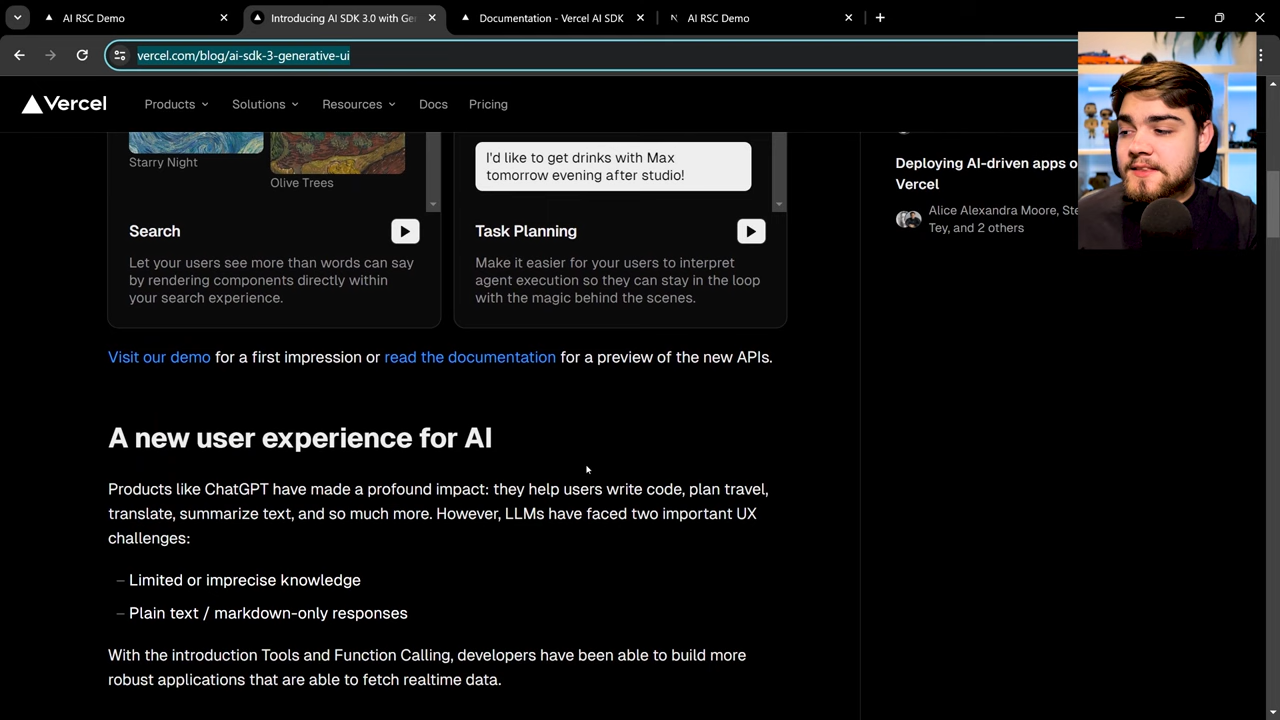 AI RSC Demo
Introducing AI SDK 3.0 with Ge
Documentation - Vercel AI SDK
AI RSC Demo
vercel.com/blog/ai-sdk-3-generative-ui
Vercel
Products
Solutions
Resources
Docs
Pricing
Starry Night
Olive Trees
I'd like to get drinks with Max
tomorrow evening after studio!
Search
Let your users see more than words can say
by rendering components directly within
your search experience.
Task Planning
Make it easier for your users to interpret
agent execution so they can stay in the loop
with the magic behind the scenes.
Deploying AI-driven apps o
Vercel
Alice Alexandra Moore, Ste
Tey, and 2 others
Visit our demo for a first impression or read the documentation for a preview of the new APIs.
A new user experience for AI
Products like ChatGPT have made a profound impact: they help users write code, plan travel,
translate, summarize text, and so much more. However, LLMs have faced two important UX
challenges:
– Limited or imprecise knowledge
– Plain text / markdown-only responses
With the introduction Tools and Function Calling, developers have been able to build more
robust applications that are able to fetch realtime data.